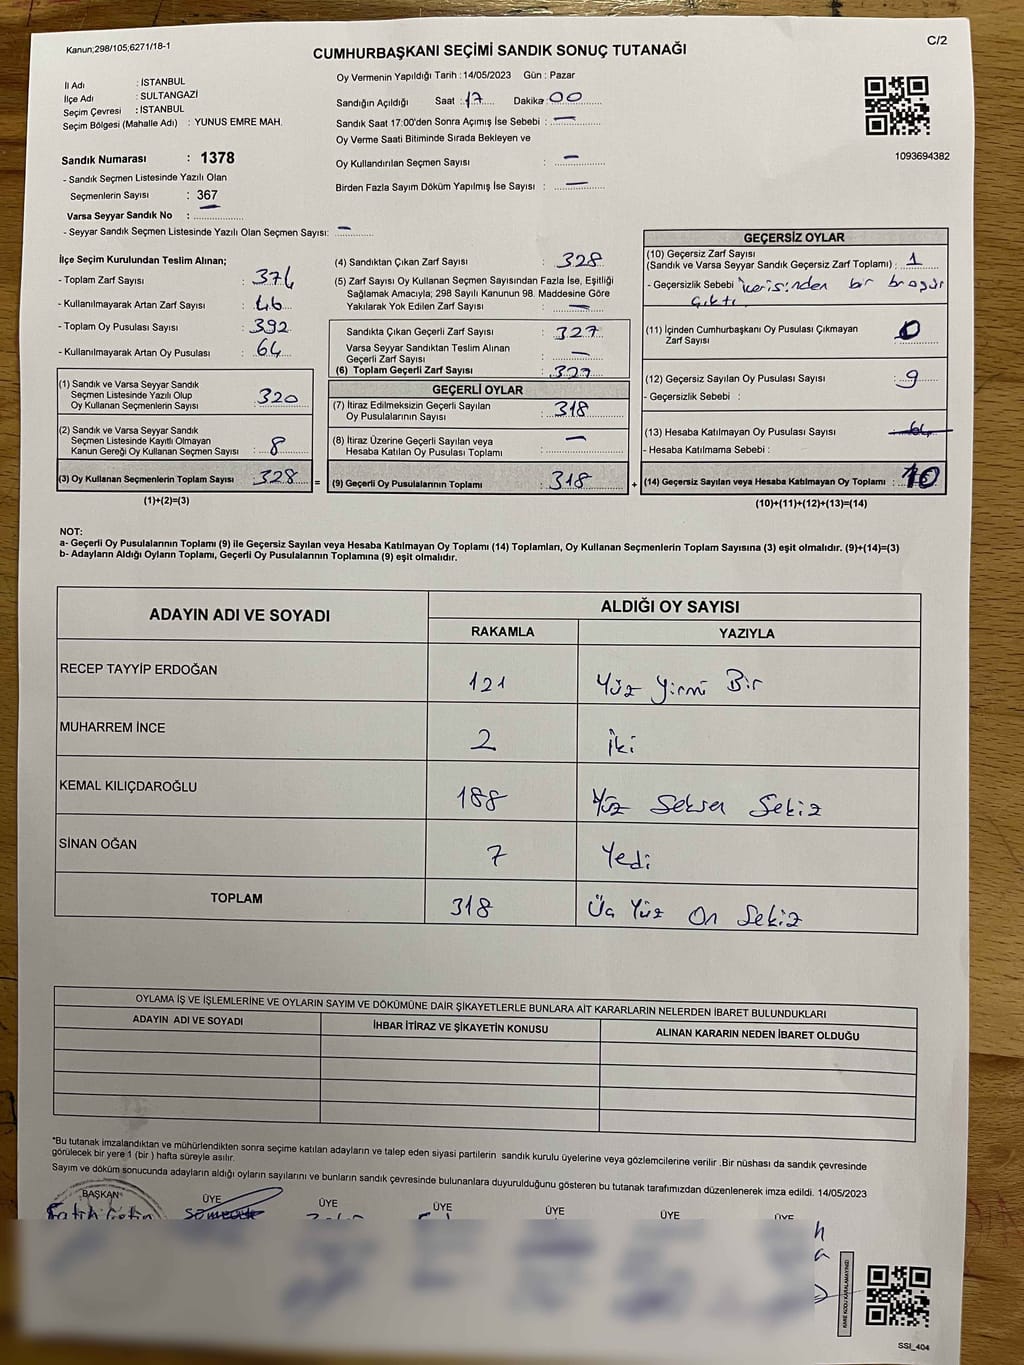 Kanun;298/105;6271/18-1
C/2
CUMHURBAŞKANI SEÇİMİ SANDIK SONUÇ TUTANAĞI
İl Adı : İSTANBUL
İlçe Adı : SULTANGAZİ
Seçim Çevresi : İSTANBUL
Seçim Bölgesi (Mahalle Adı) : YUNUS EMRE MAH.
Sandık Numarası : 1378
- Sandık Seçmen Listesinde Yazılı Olan
Seçmenlerin Sayısı : 367
Varsa Seyyar Sandık No :
- Seyyar Sandık Seçmen Listesinde Yazılı Olan Seçmen Sayısı: —
Oy Vermenin Yapıldığı Tarih : 14/05/2023 Gün : Pazar
Sandığın Açıldığı Saat : 17 Dakika : 00
Sandık Saat 17:00'den Sonra Açımış İse Sebebi : —
Oy Verme Saati Bitiminde Sırada Bekleyen ve
Oy Kullandırılan Seçmen Sayısı : —
Birden Fazla Sayım Döküm Yapılmış İse Sayısı : —
1093694382
İlçe Seçim Kurulundan Teslim Alınan;
- Toplam Zarf Sayısı : 374
- Kullanılmayarak Artan Zarf Sayısı : 46
- Toplam Oy Pusulası Sayısı : 392
- Kullanılmayarak Artan Oy Pusulası : 64
(1) Sandık ve Varsa Seyyar Sandık
Seçmen Listesinde Yazılı Olup
Oy Kullanan Seçmenlerin Sayısı : 320
(2) Sandık ve Varsa Seyyar Sandık
Seçmen Listesinde Kayıtlı Olmayan
Kanun Gereği Oy Kullanan Seçmen Sayısı : 8
(3) Oy Kullanan Seçmenlerin Toplam Sayısı : 328
(1)+(2)=(3)
=
(4) Sandıktan Çıkan Zarf Sayısı : 328
(5) Zarf Sayısı Oy Kullanan Seçmen Sayısından Fazla İse, Eşitliği
Sağlamak Amacıyla; 298 Sayılı Kanunun 98. Maddesine Göre
Yakılarak Yok Edilen Zarf Sayısı : —
Sandıkta Çıkan Geçerli Zarf Sayısı : 327
Varsa Seyyar Sandıktan Teslim Alınan
Geçerli Zarf Sayısı : —
(6) Toplam Geçerli Zarf Sayısı : 327
GEÇERLİ OYLAR
(7) İtiraz Edilmeksizin Geçerli Sayılan
Oy Pusulalarının Sayısı : 318
(8) İtiraz Üzerine Geçerli Sayılan veya
Hesaba Katılan Oy Pusulası Toplamı : —
(9) Geçerli Oy Pusulalarının Toplamı : 318
+
GEÇERSİZ OYLAR
(10) Geçersiz Zarf Sayısı
(Sandık ve Varsa Seyyar Sandık Geçersiz Zarf Toplamı) : 1
- Geçersizlik Sebebi : içerisinden bir broşür
çıktı
(11) İçinden Cumhurbaşkanı Oy Pusulası Çıkmayan
Zarf Sayısı : 0
(12) Geçersiz Sayılan Oy Pusulası Sayısı : 9
- Geçersizlik Sebebi :
(13) Hesaba Katılmayan Oy Pusulası Sayısı : 64
- Hesaba Katılmama Sebebi :
(14) Geçersiz Sayılan veya Hesaba Katılmayan Oy Toplamı : 10
(10)+(11)+(12)+(13)=(14)
NOT:
a- Geçerli Oy Pusulalarının Toplamı (9) ile Geçersiz Sayılan veya Hesaba Katılmayan Oy Toplamı (14) Toplamları, Oy Kullanan Seçmenlerin Toplam Sayısına (3) eşit olmalıdır. (9)+(14)=(3)
b- Adayların Aldığı Oyların Toplamı, Geçerli Oy Pusulalarının Toplamına (9) eşit olmalıdır.
ADAYIN ADI VE SOYADI
ALDIĞI OY SAYISI
RAKAMLA YAZIYLA
RECEP TAYYİP ERDOĞAN 121 Yüz Yirmi Bir
MUHARREM İNCE 2 İki
KEMAL KILIÇDAROĞLU 188 Yüz Seksen Sekiz
SİNAN OĞAN 7 Yedi
TOPLAM 318 Üç Yüz On Sekiz
OYLAMA İŞ VE İŞLEMLERİNE VE OYLARIN SAYIM VE DÖKÜMÜNE DAİR ŞİKAYETLERLE BUNLARA AİT KARARLARIN NELERDEN İBARET BULUNDUKLARI
ADAYIN ADI VE SOYADI İHBAR İTİRAZ VE ŞİKAYETİN KONUSU ALINAN KARARIN NEDEN İBARET OLDUĞU
*Bu tutanak imzalandıktan ve mühürlendikten sonra seçime katılan adayların ve talep eden siyasi partilerin sandık kurulu üyelerine veya gözlemcilerine verilir .Bir nüshası da sandık çevresinde
görülecek bir yere 1 (bir ) hafta süreyle asılır.
Sayım ve döküm sonucunda adayların aldığı oyların sayılarını ve bunların sandık çevresinde bulunanlara duyurulduğunu gösteren bu tutanak tarafımızdan düzenlenerek imza edildi. 14/05/2023
BAŞKAN ÜYE ÜYE ÜYE ÜYE ÜYE ÜYE
KARE KODU KARALAMAYINIZ!
SSİ_404